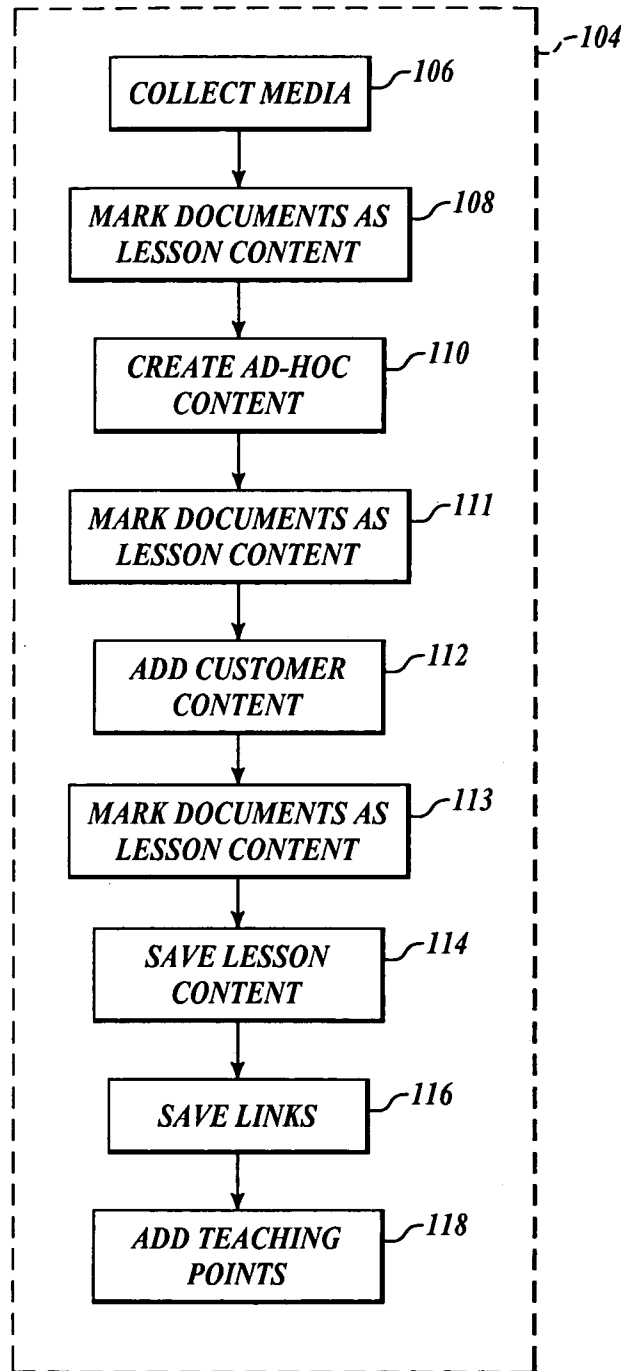 104
COLLECT MEDIA
106
MARK DOCUMENTS AS
LESSON CONTENT
108
CREATE AD-HOC
CONTENT
110
MARK DOCUMENTS AS
LESSON CONTENT
111
ADD CUSTOMER
CONTENT
112
MARK DOCUMENTS AS
LESSON CONTENT
113
SAVE LESSON
CONTENT
114
SAVE LINKS
116
ADD TEACHING
POINTS
118